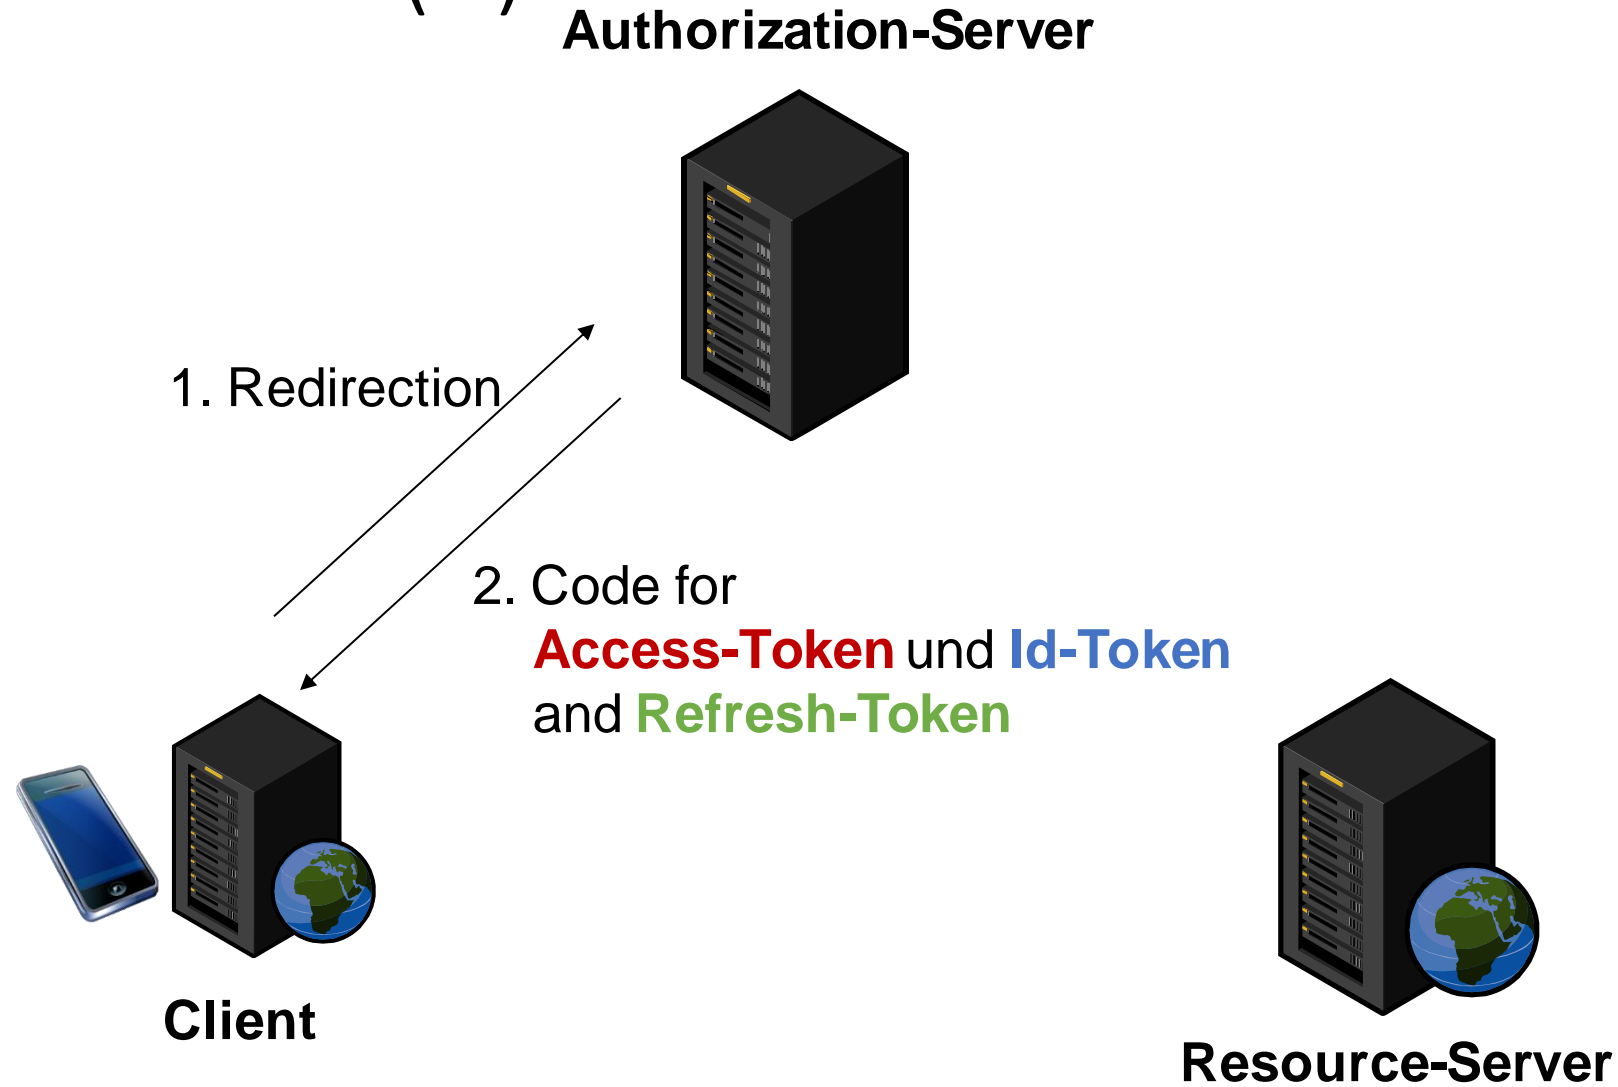 Authorization-Server
1. Redirection
2. Code for
Access-Token und Id-Token
and Refresh-Token
Client
Resource-Server